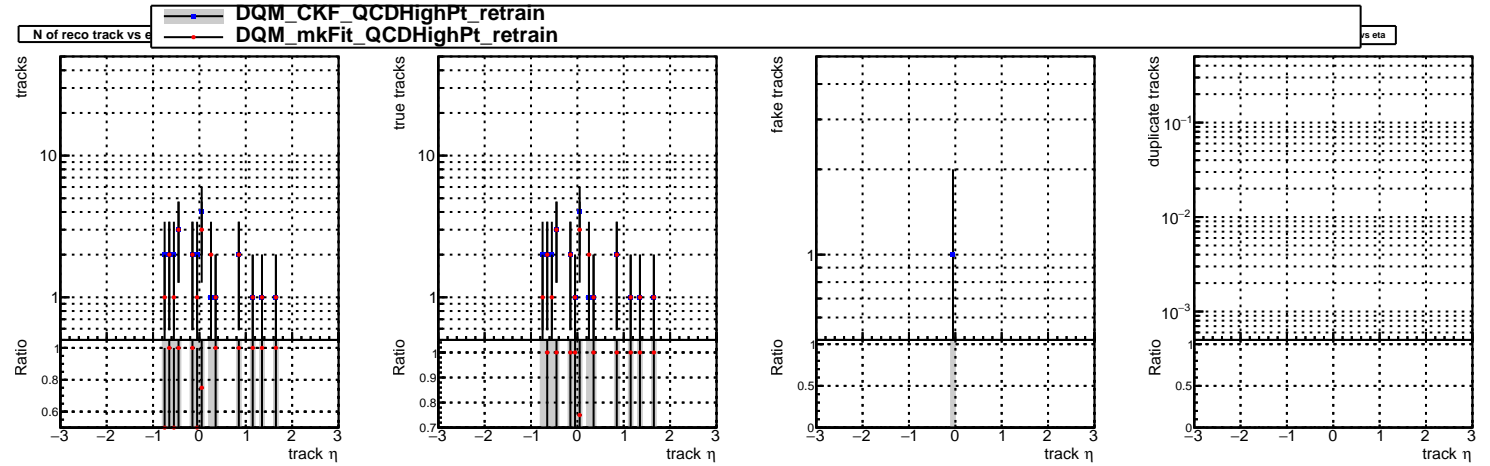 DQM_CKF_QCDHighPt_retrain
DQM_mkFit_QCDHighPt_retrain
N of reco track vs e
vs eta
tracks
10
1
Ratio
1
0.8
0.6
−3 −2 −1 0 1 2 3
track η
true tracks
10
1
Ratio
1
0.9
0.8
0.7
−3 −2 −1 0 1 2 3
track η
fake tracks
1
Ratio
1
0.5
0
−3 −2 −1 0 1 2 3
track η
duplicate tracks
10−1
10−2
10−3
Ratio
1
0.5
0
−3 −2 −1 0 1 2 3
track η